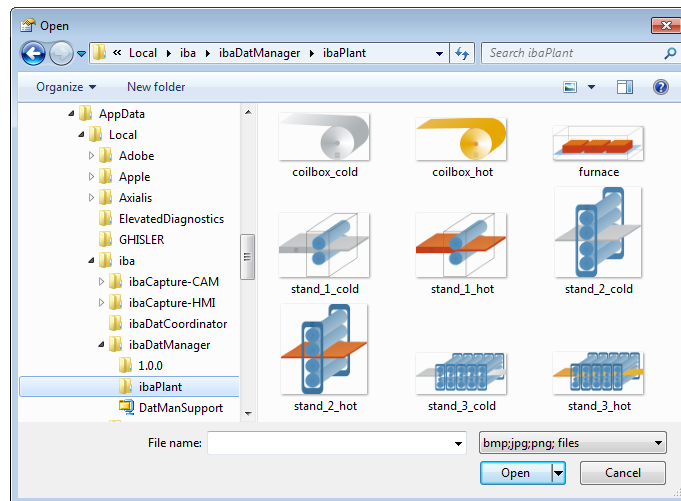 Open
« Local ▸ iba ▸ ibaDatManager ▸ ibaPlant
Search ibaPlant
Organize
New folder
AppData
Local
Adobe
Apple
Axialis
ElevatedDiagnostics
GHISLER
iba
ibaCapture-CAM
ibaCapture-HMI
ibaDatCoordinator
ibaDatManager
1.0.0
ibaPlant
DatManSupport
coilbox_cold
coilbox_hot
furnace
stand_1_cold
stand_1_hot
stand_2_cold
stand_2_hot
stand_3_cold
stand_3_hot
File name:
bmp;jpg;png; files
Open
Cancel